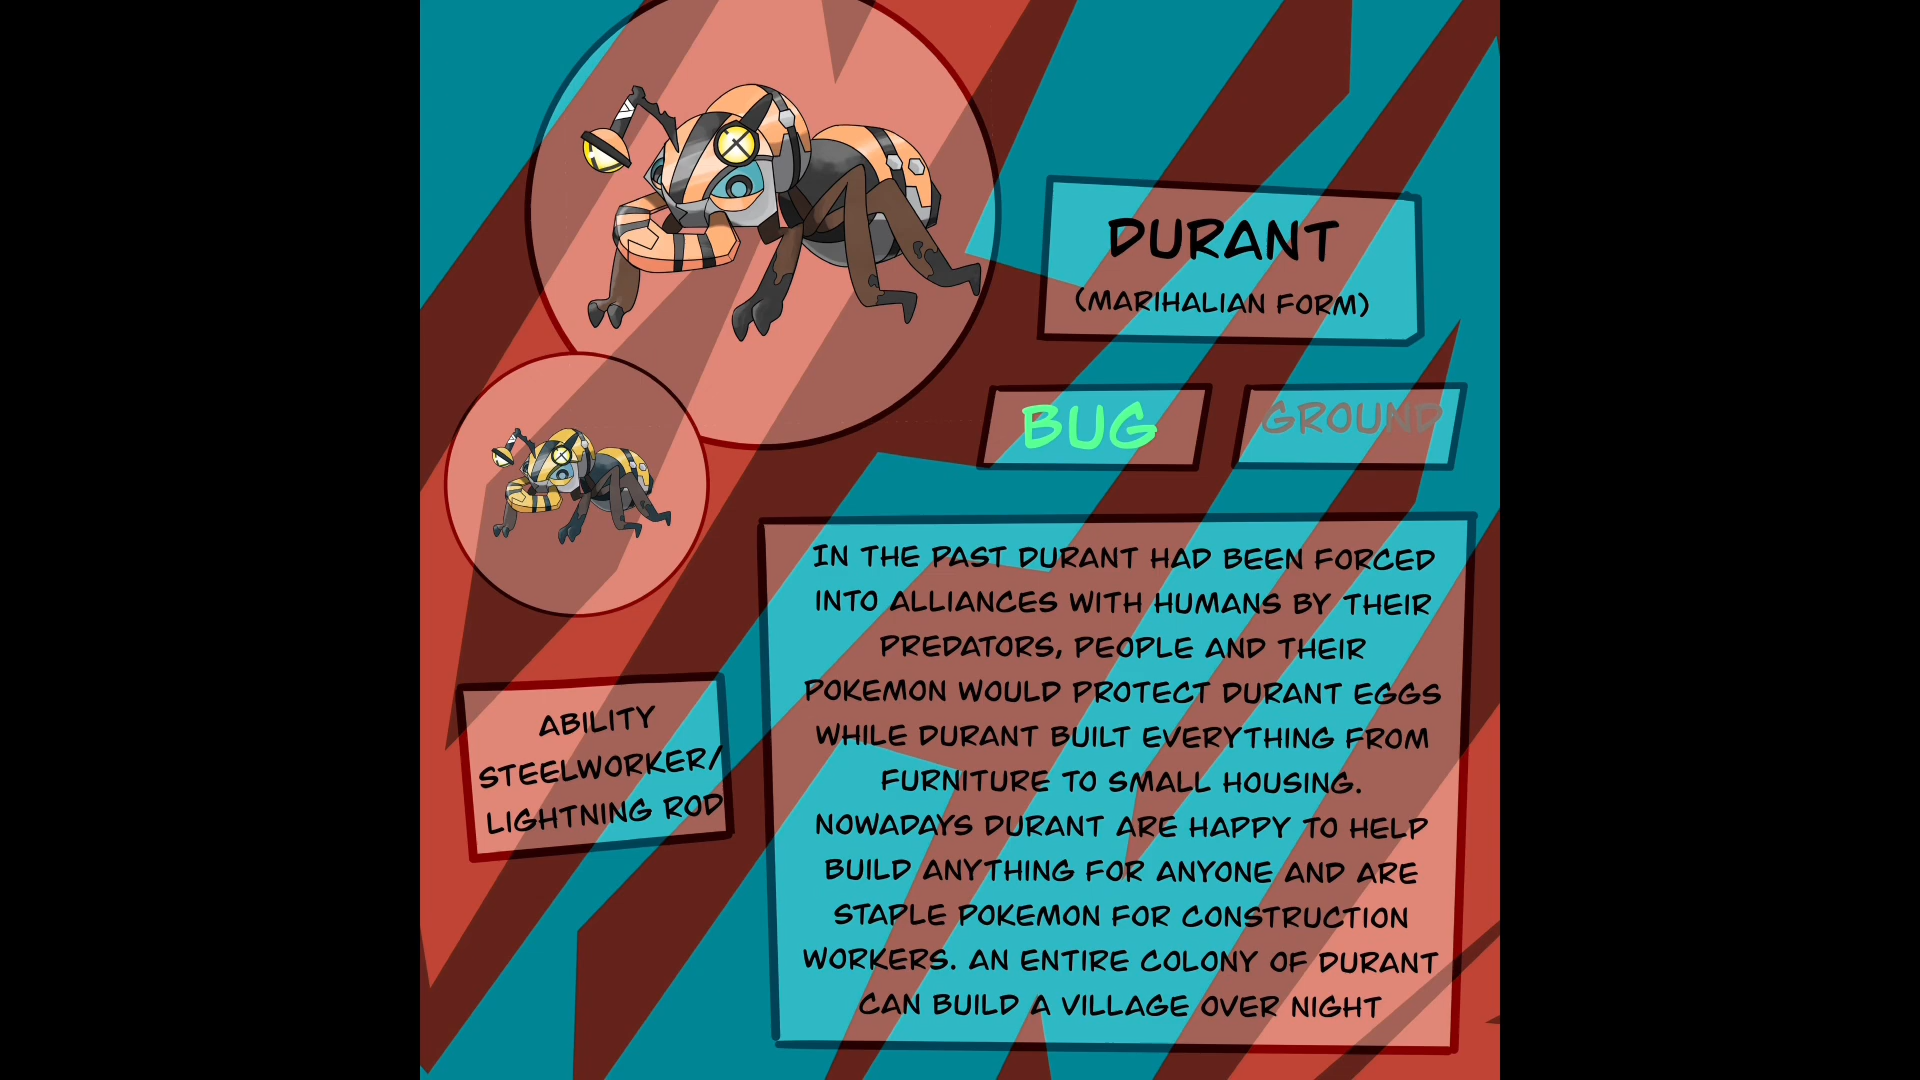 DURANT
(MARIHALIAN FORM)
BUG
GROUND
IN THE PAST DURANT HAD BEEN FORCED
INTO ALLIANCES WITH HUMANS BY THEIR
PREDATORS, PEOPLE AND THEIR
POKEMON WOULD PROTECT DURANT EGGS
WHILE DURANT BUILT EVERYTHING FROM
FURNITURE TO SMALL HOUSING.
NOWADAYS DURANT ARE HAPPY TO HELP
BUILD ANYTHING FOR ANYONE AND ARE
STAPLE POKEMON FOR CONSTRUCTION
WORKERS. AN ENTIRE COLONY OF DURANT
CAN BUILD A VILLAGE OVER NIGHT
ABILITY
STEELWORKER/
LIGHTNING ROD